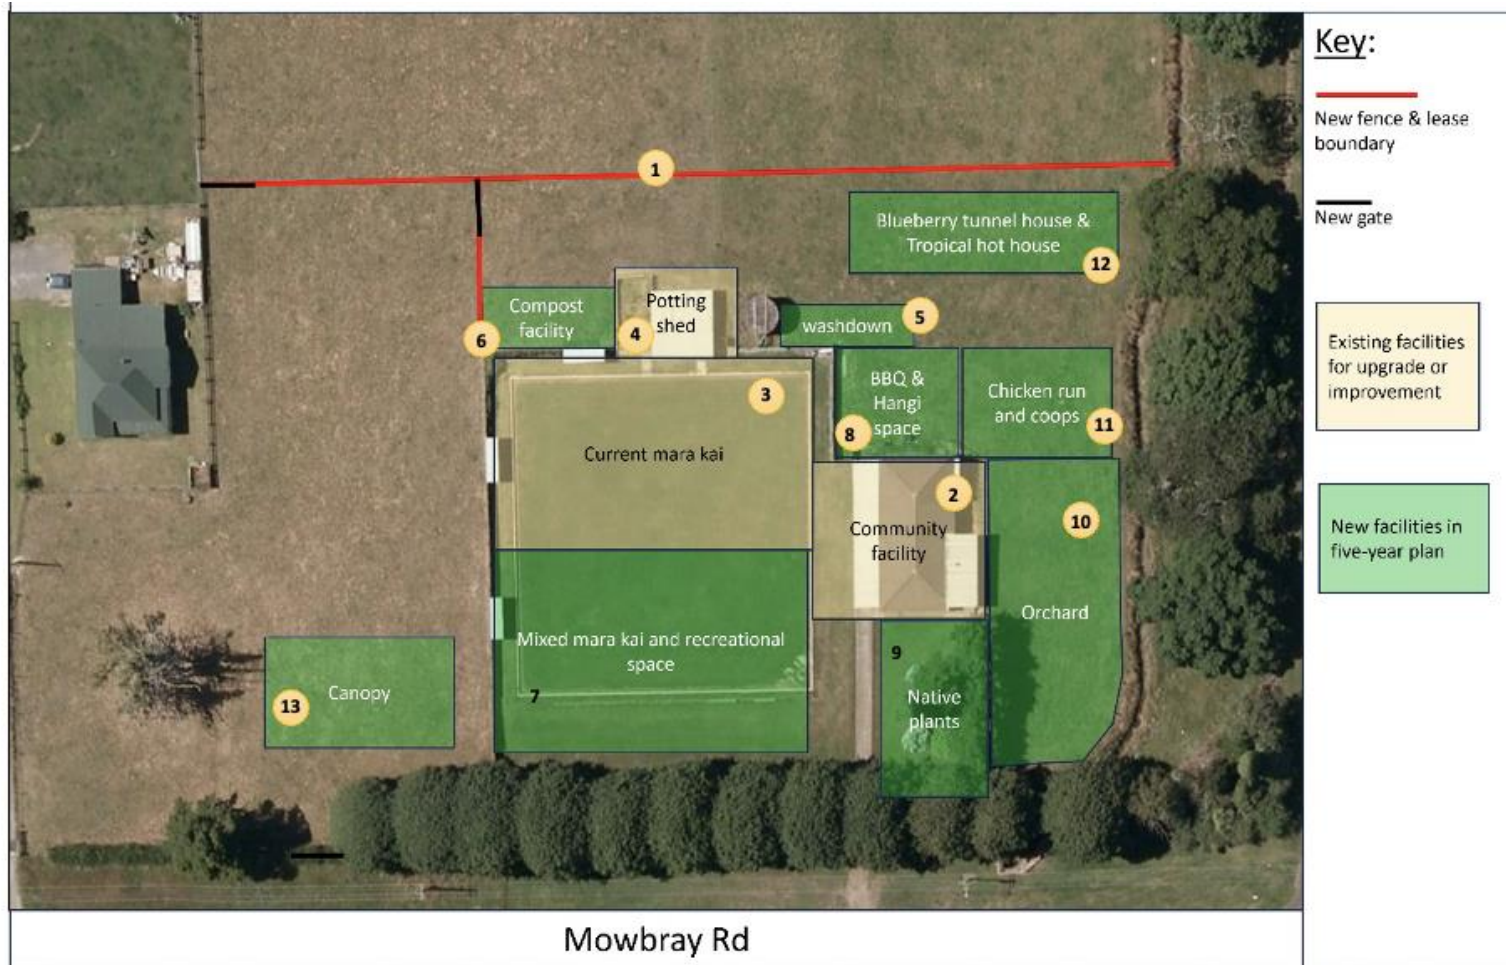 Key:
New fence & lease
boundary
New gate
Existing facilities
for upgrade or
improvement
New facilities in
five-year plan
1
Blueberry tunnel house &
Tropical hot house
12
Compost
facility
6
Potting
shed
4
washdown
5
3
Current mara kai
BBQ &
Hangi
space
8
Chicken run
and coops
11
2
Community
facility
10
Orchard
Mixed mara kai and recreational
space
7
9
Native
plants
Canopy
13
Mowbray Rd